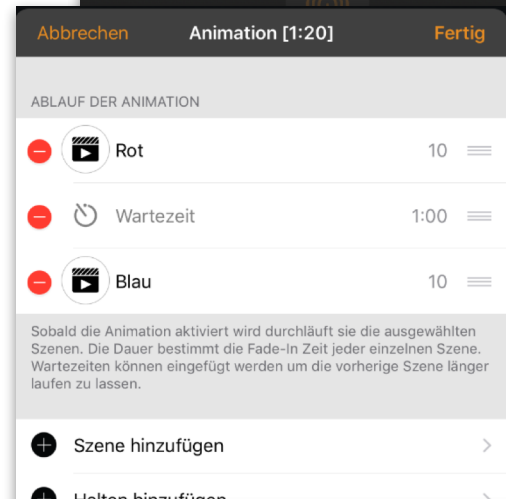 Abbrechen Animation [1:20] Fertig
ABLAUF DER ANIMATION
Rot 10
Wartezeit 1:00
Blau 10
Sobald die Animation aktiviert wird durchläuft sie die ausgewählten
Szenen. Die Dauer bestimmt die Fade-In Zeit jeder einzelnen Szene.
Wartezeiten können eingefügt werden um die vorherige Szene länger
laufen zu lassen.
Szene hinzufügen
Halten hinzufügen